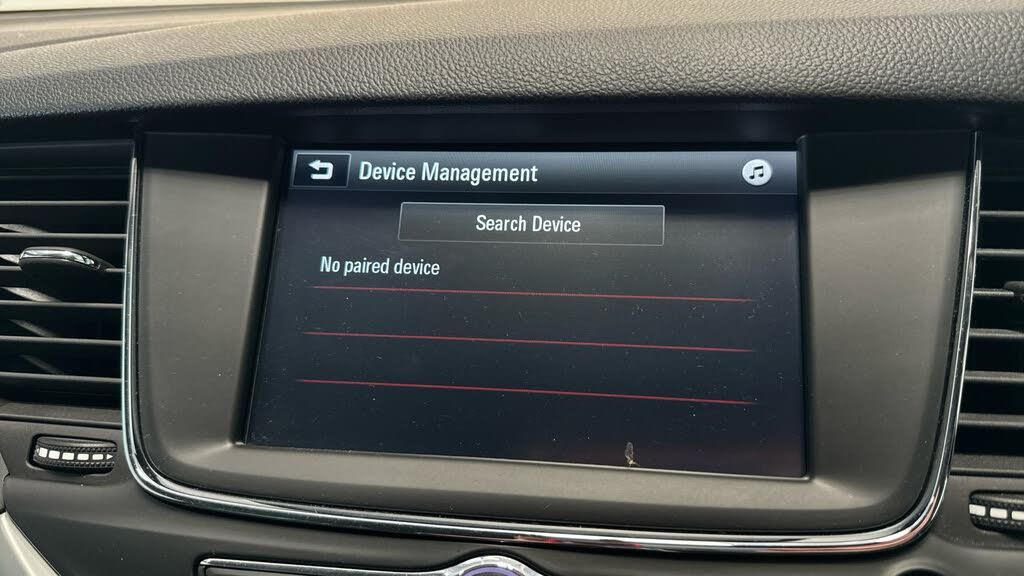 Device Management
Search Device
No paired device